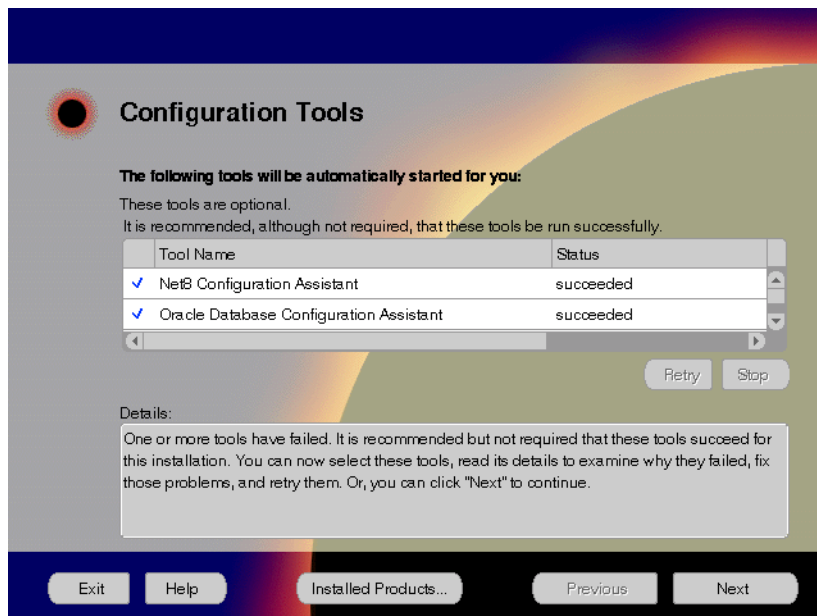 Configuration Tools
The following tools will be automatically started for you:
These tools are optional.
It is recommended, although not required, that these tools be run successfully.
Tool Name Status
Net8 Configuration Assistant succeeded
Oracle Database Configuration Assistant succeeded
Retry Stop
Details:
One or more tools have failed. It is recommended but not required that these tools succeed for
this installation. You can now select these tools, read its details to examine why they failed, fix
those problems, and retry them. Or, you can click "Next" to continue.
Exit Help Installed Products... Previous Next